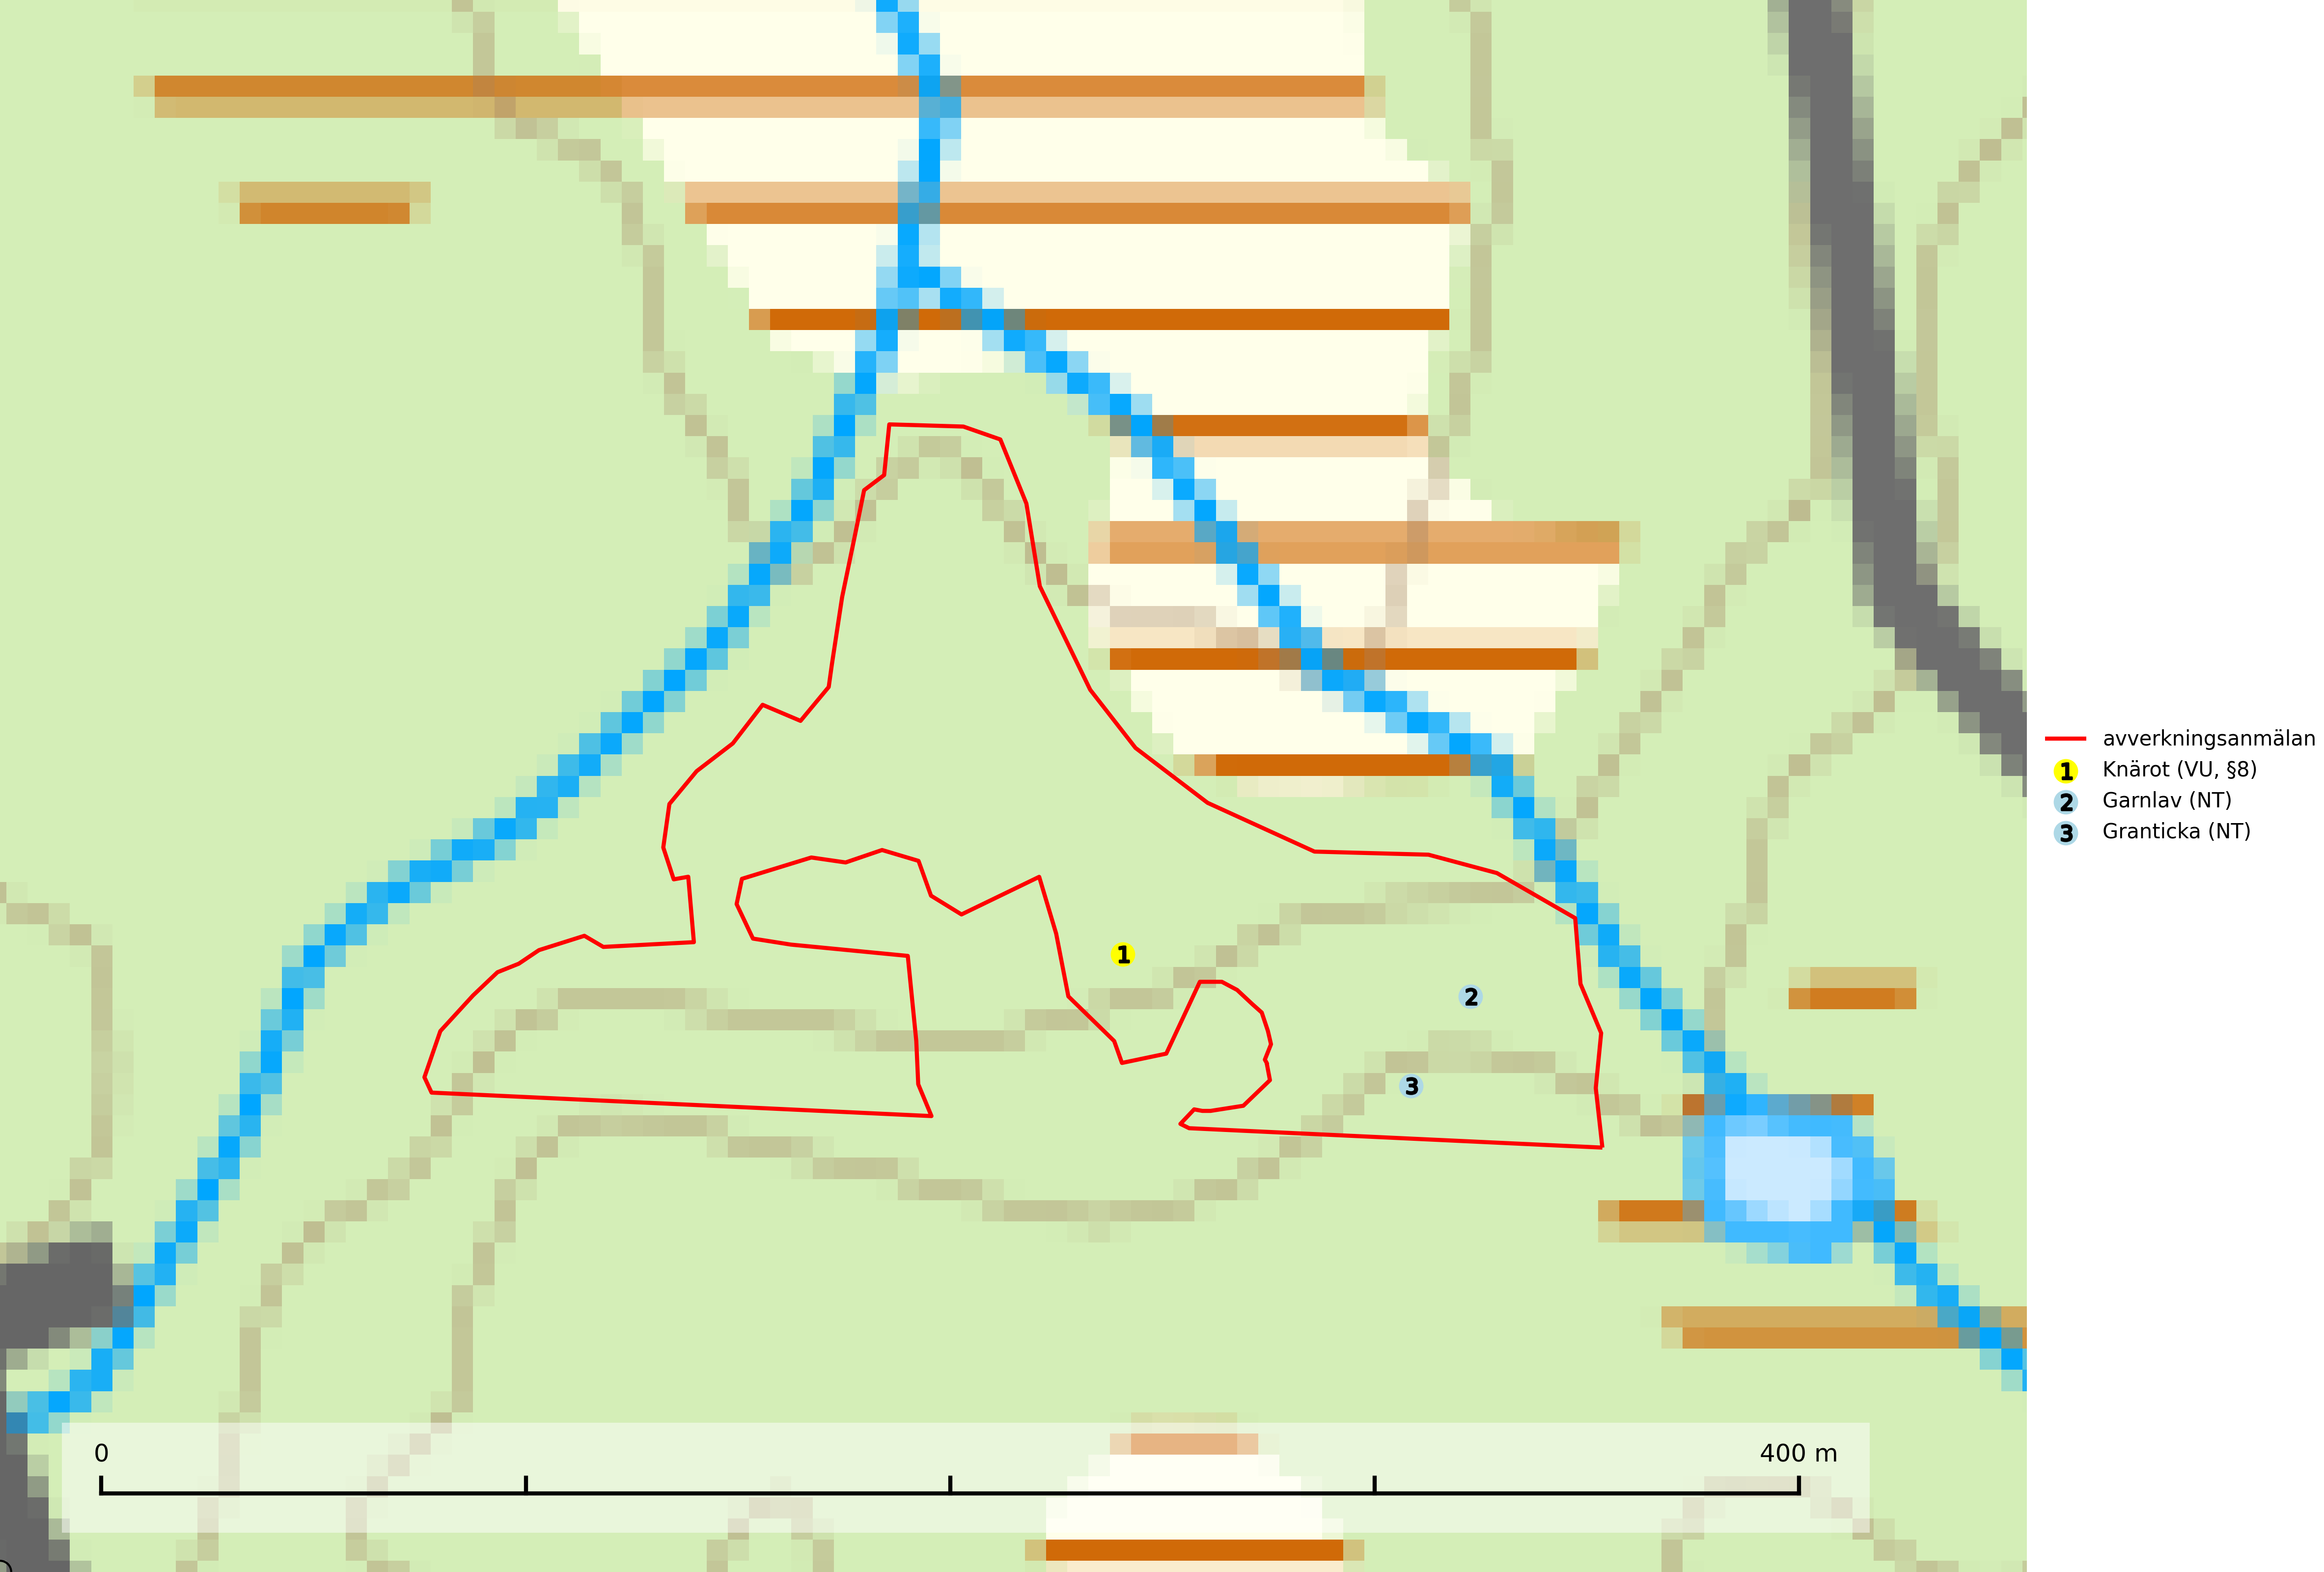 avverkningsanmälan
1 Knärot (VU, §8)
2 Garnlav (NT)
3 Granticka (NT)
1
2
3
0 400 m